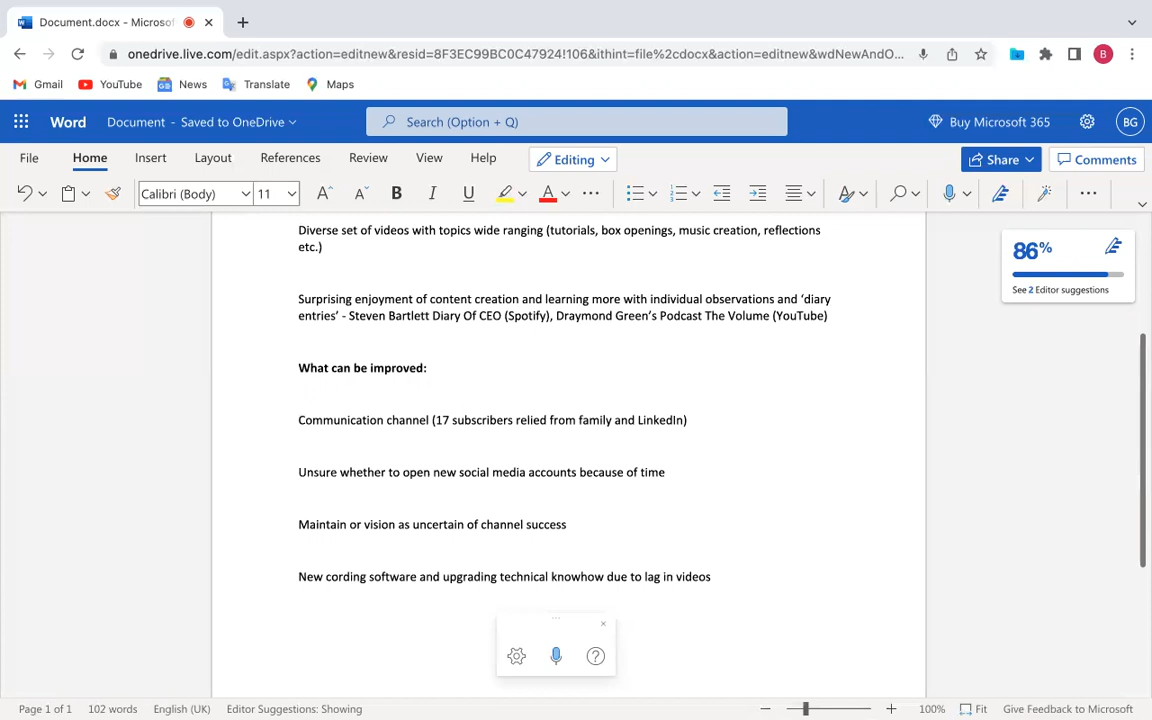 Document.docx - Microsof
onedrive.live.com/edit.aspx?action=editnew&resid=8F3EC99BC0C47924!106&ithint=file%2cdocx&action=editnew&wdNewAndO...
B
Gmail YouTube News Translate Maps
Word Document - Saved to OneDrive Search (Option + Q) Buy Microsoft 365 BG
File Home Insert Layout References Review View Help Editing Share Comments
Calibri (Body) 11 A A B I U A
Diverse set of videos with topics wide ranging (tutorials, box openings, music creation, reflections
etc.)
86%
See 2 Editor suggestions
Surprising enjoyment of content creation and learning more with individual observations and ‘diary
entries’ - Steven Bartlett Diary Of CEO (Spotify), Draymond Green’s Podcast The Volume (YouTube)
What can be improved:
Communication channel (17 subscribers relied from family and LinkedIn)
Unsure whether to open new social media accounts because of time
Maintain or vision as uncertain of channel success
New cording software and upgrading technical knowhow due to lag in videos
Page 1 of 1 102 words English (UK) Editor Suggestions: Showing 100% Fit Give Feedback to Microsoft